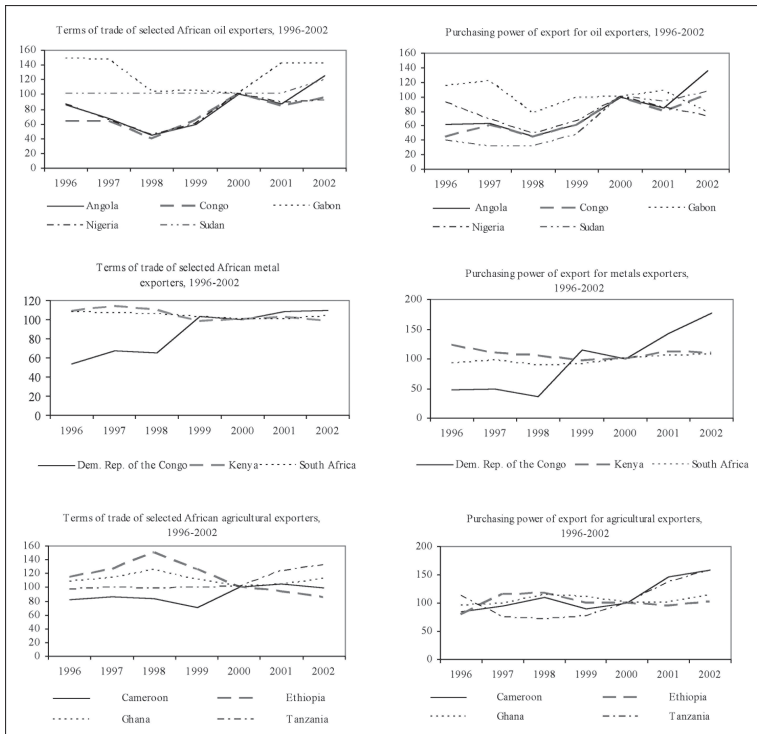 Terms of trade of selected African oil exporters, 1996-2002
160
140
120
100
80
60
40
20
0
1996 1997 1998 1999 2000 2001 2002
Angola Congo Gabon
Nigeria Sudan
Purchasing power of export for oil exporters, 1996-2002
160
140
120
100
80
60
40
20
0
1996 1997 1998 1999 2000 2001 2002
Angola Congo Gabon
Nigeria Sudan
Terms of trade of selected African metal
exporters, 1996-2002
120
100
80
60
40
20
0
1996 1997 1998 1999 2000 2001 2002
Dem. Rep. of the Congo Kenya South Africa
Purchasing power of export for metals exporters,
1996-2002
200
150
100
50
0
1996 1997 1998 1999 2000 2001 2002
Dem. Rep. of the Congo Kenya South Africa
Terms of trade of selected African agricultural exporters,
1996-2002
160
140
120
100
80
60
40
20
0
1996 1997 1998 1999 2000 2001 2002
Cameroon Ethiopia
Ghana Tanzania
Purchasing power of export for agricultural exporters,
1996-2002
200
150
100
50
0
1996 1997 1998 1999 2000 2001 2002
Cameroon Ethiopia
Ghana Tanzania